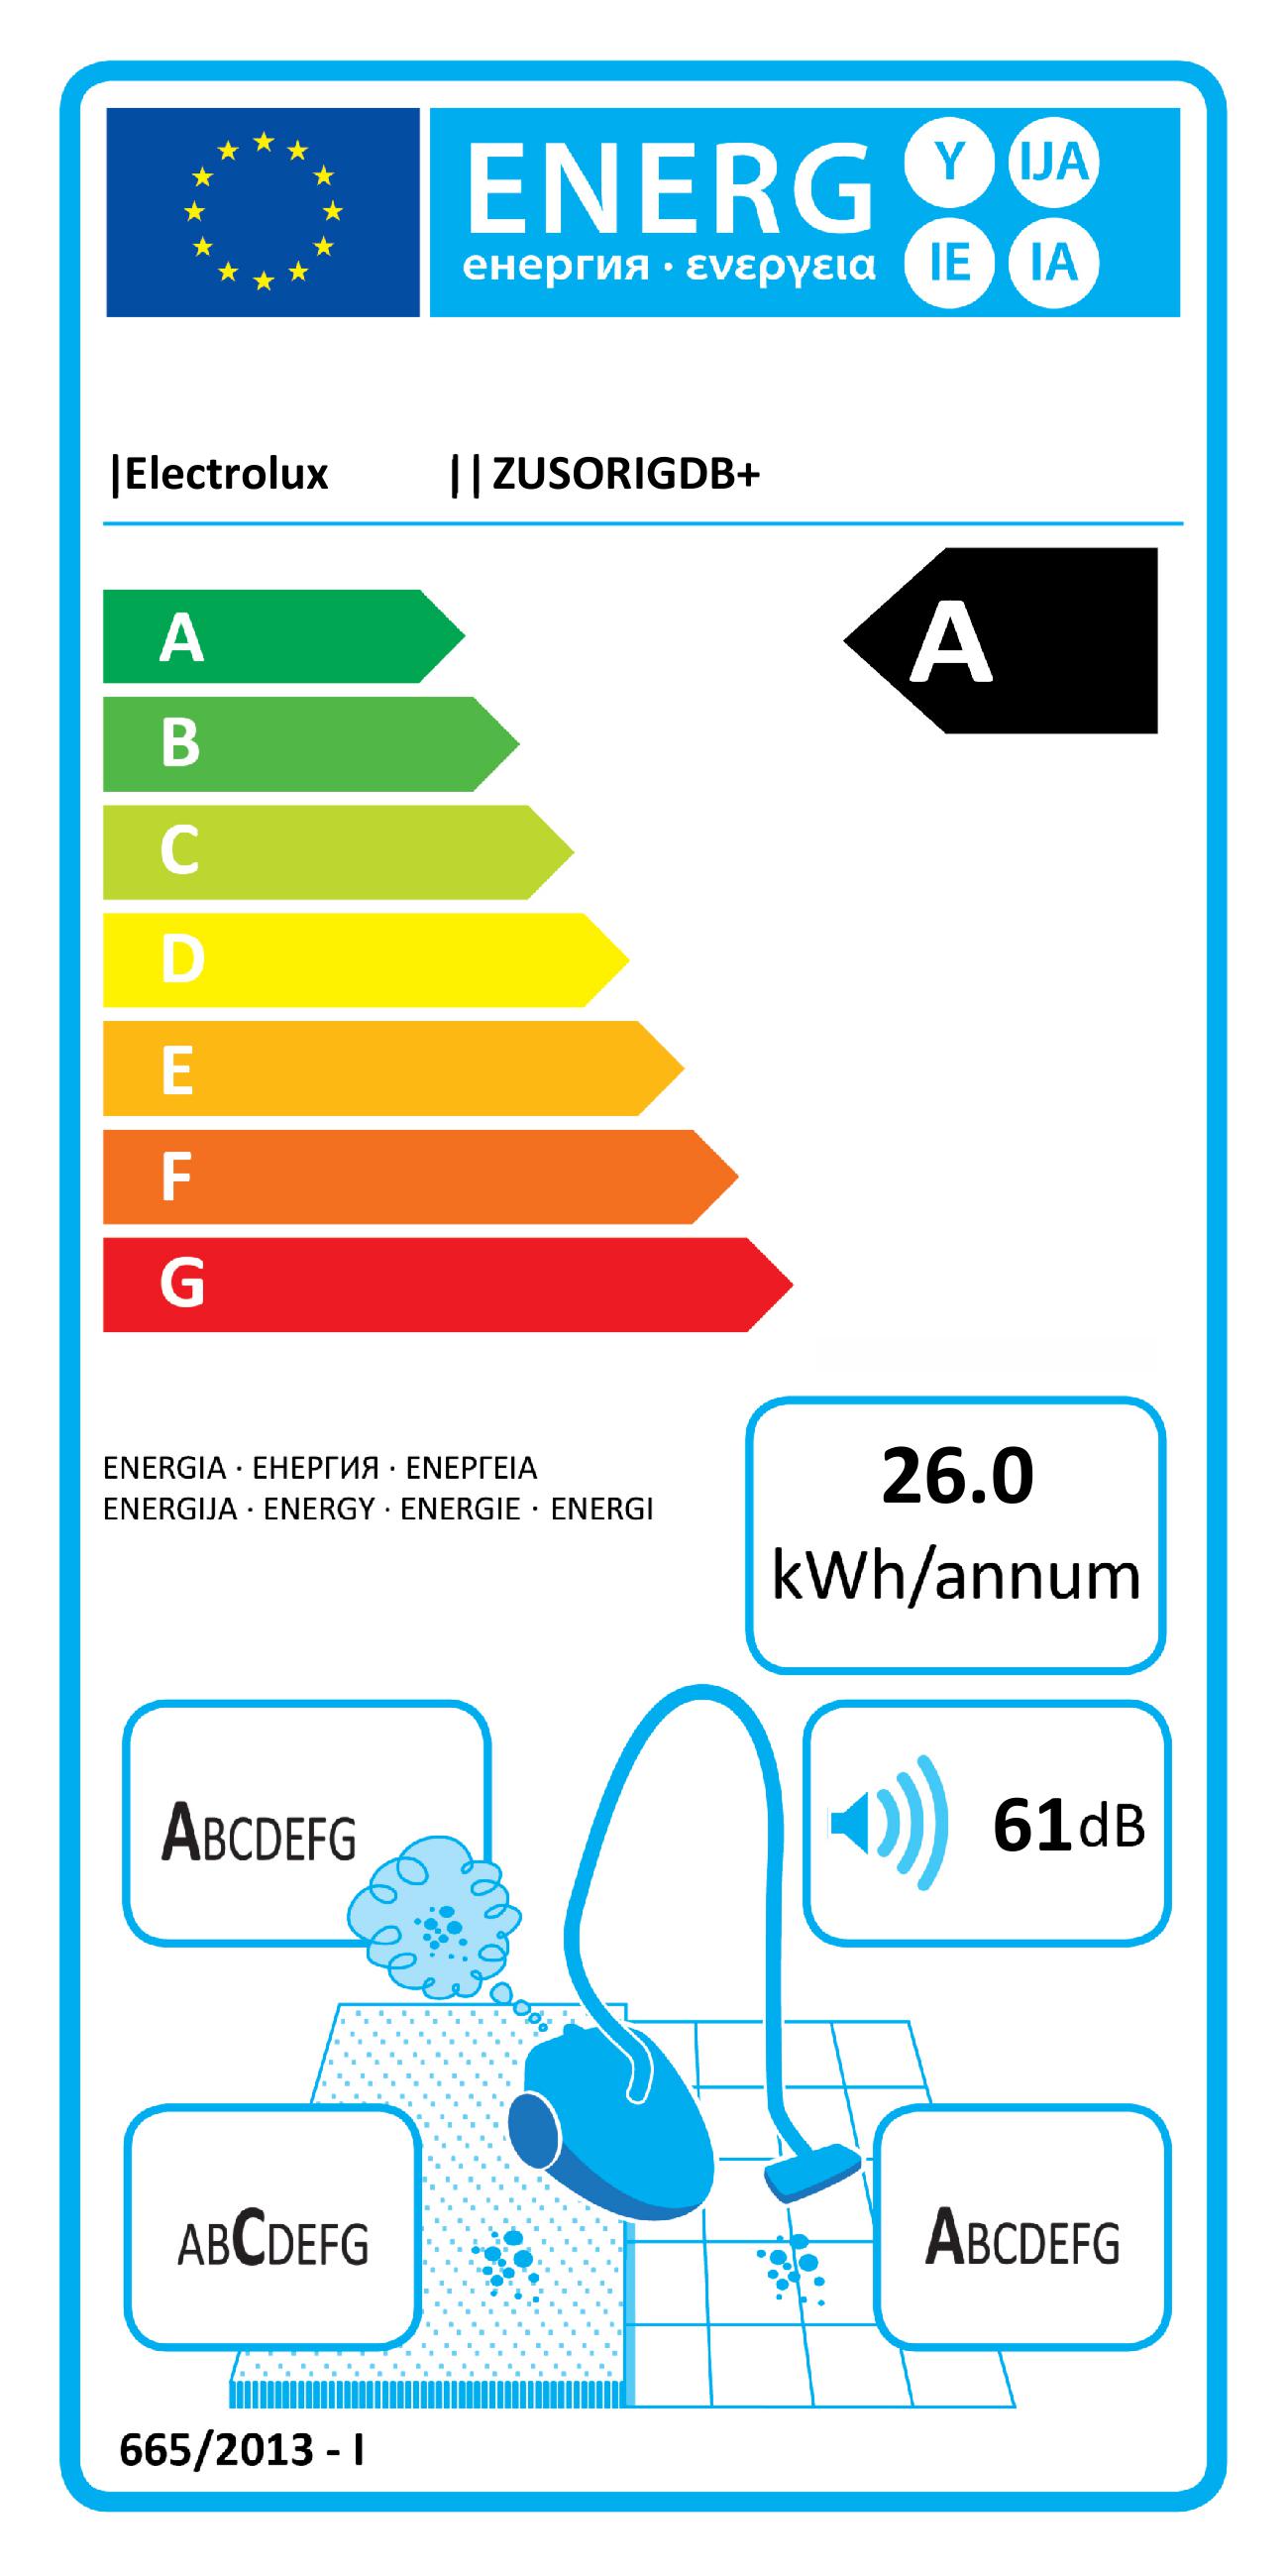 ENERG Y IJA
енергия · ενεργεια IE IA
|Electrolux || ZUSORIGDB+
A
A
B
C
D
E
F
G
ENERGIA · ЕНЕРГИЯ · ΕΝΕΡΓΕΙΑ
ENERGIJA · ENERGY · ENERGIE · ENERGI
26.0
kWh/annum
ABCDEFG
61dB
ABCDEFG
ABCDEFG
665/2013 - I